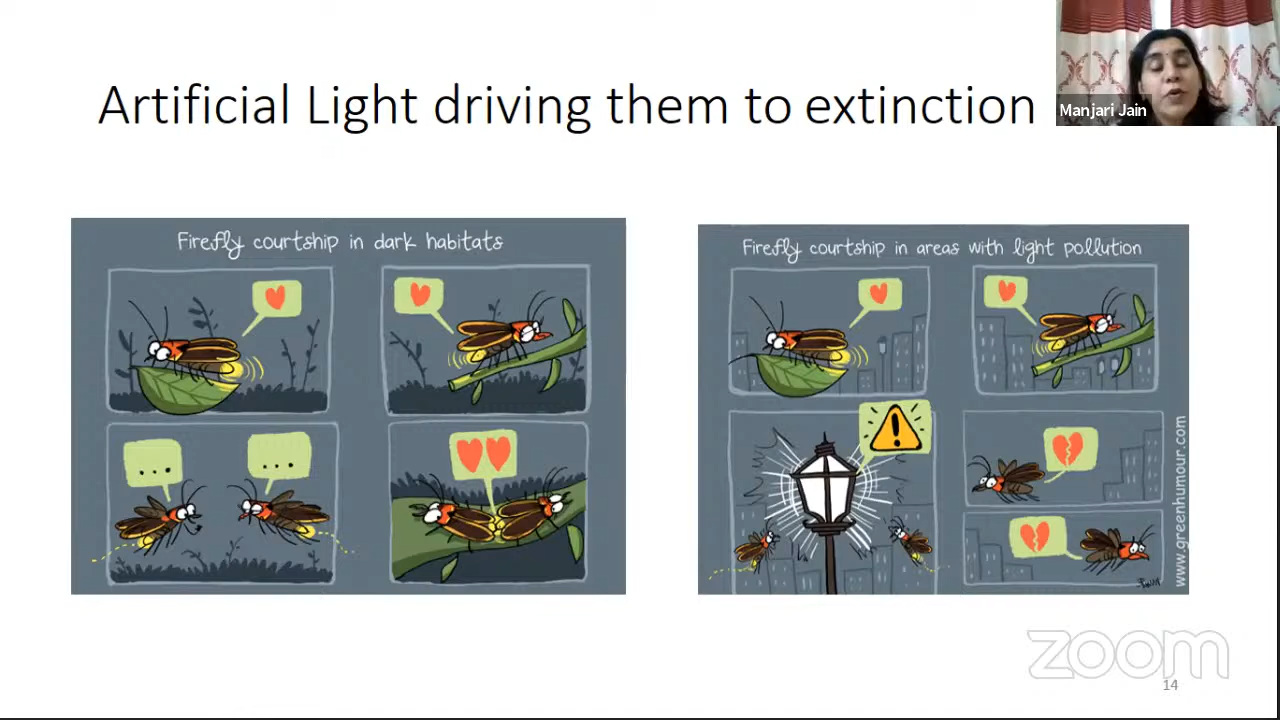 Artificial Light driving them to extinction
Manjari Jain
Firefly courtship in dark habitats
...
...
Firefly courtship in areas with light pollution
!
www.greenhumour.com
zoom
14